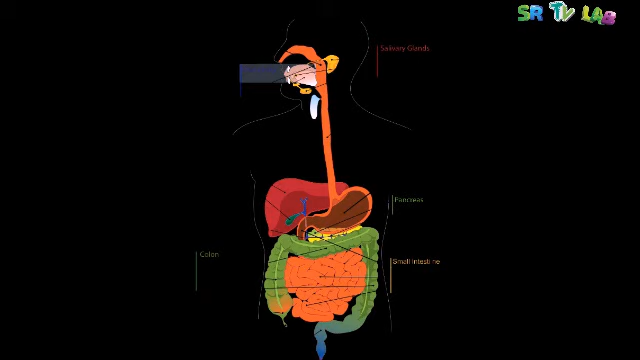 SR TV LAB
Salivary Glands
Pancreas
Colon
Small Intestine